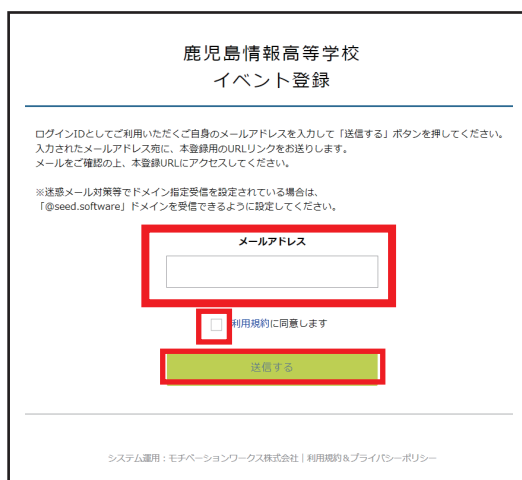 鹿児島情報高等学校
イベント登録
ログインIDとしてご利用いただくご自身のメールアドレスを入力して「送信する」ボタンを押してください。
入力されたメールアドレス宛に、本登録用のURLリンクをお送りします。
メールをご確認の上、本登録URLにアクセスしてください。
※迷惑メール対策等でドメイン指定受信を設定されている場合は、
「@seed.software」ドメインを受信できるように設定してください。
メールアドレス
利用規約に同意します
送信する
システム運用：モチベーションワークス株式会社｜利用規約&プライバシーポリシー